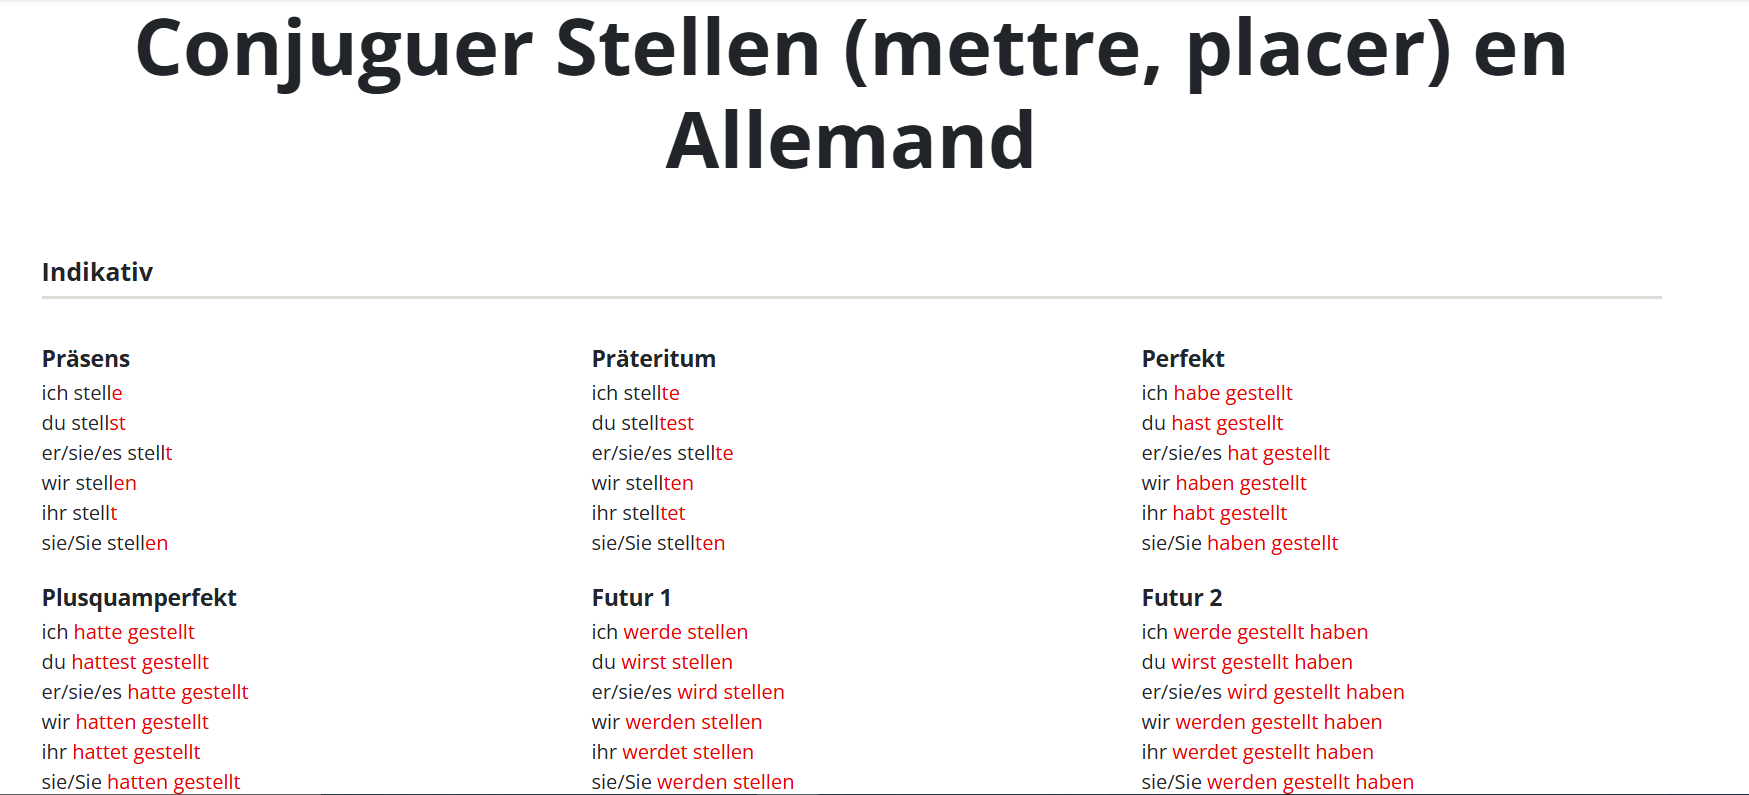 Conjuguer Stellen (mettre, placer) en
Allemand
Indikativ
Präsens
ich stelle
du stellst
er/sie/es stellt
wir stellen
ihr stellt
sie/Sie stellen
Präteritum
ich stellte
du stelltest
er/sie/es stellte
wir stellten
ihr stelltet
sie/Sie stellten
Perfekt
ich habe gestellt
du hast gestellt
er/sie/es hat gestellt
wir haben gestellt
ihr habt gestellt
sie/Sie haben gestellt
Plusquamperfekt
ich hatte gestellt
du hattest gestellt
er/sie/es hatte gestellt
wir hatten gestellt
ihr hattet gestellt
sie/Sie hatten gestellt
Futur 1
ich werde stellen
du wirst stellen
er/sie/es wird stellen
wir werden stellen
ihr werdet stellen
sie/Sie werden stellen
Futur 2
ich werde gestellt haben
du wirst gestellt haben
er/sie/es wird gestellt haben
wir werden gestellt haben
ihr werdet gestellt haben
sie/Sie werden gestellt haben